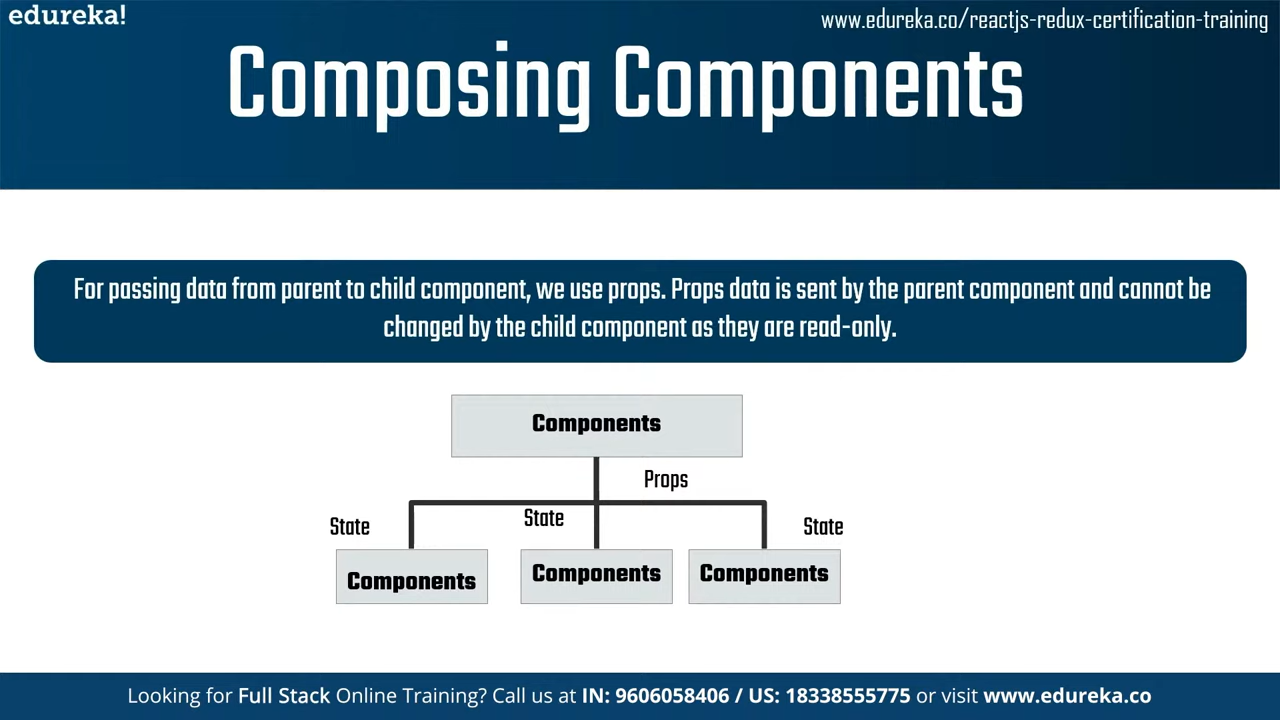 edureka!
www.edureka.co/reactjs-redux-certification-training
Composing Components
For passing data from parent to child component, we use props. Props data is sent by the parent component and cannot be
changed by the child component as they are read-only.
Components
Props
State
State
State
Components
Components
Components
Looking for Full Stack Online Training? Call us at IN: 9606058406 / US: 18338555775 or visit www.edureka.co